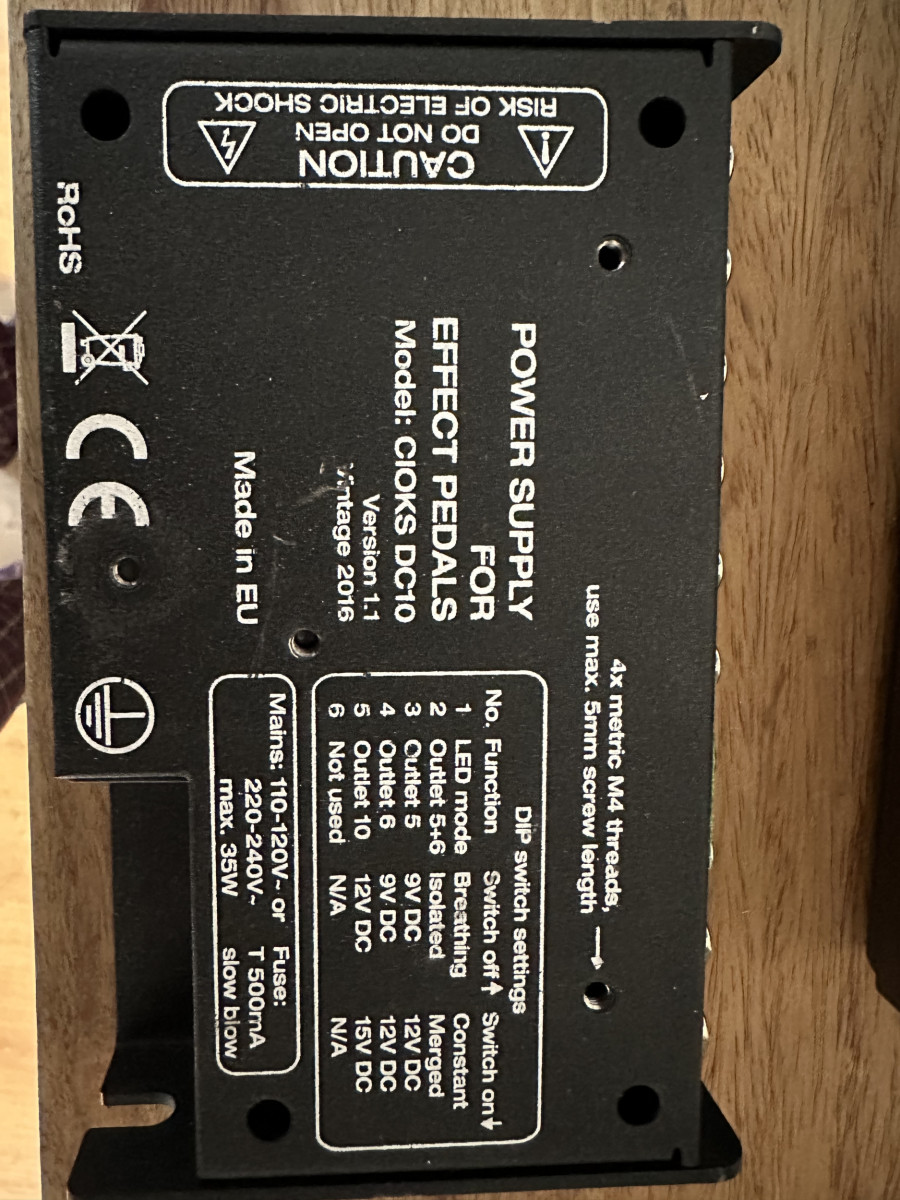 CAUTION
DO NOT OPEN
RISK OF ELECTRIC SHOCK
RoHS
CE
POWER SUPPLY
FOR
EFFECT PEDALS
Model: CIOKS DC10
Version 1.1
Vintage 2016
Made in EU
4x metric M4 threads,
use max. 5mm screw length
DIP switch settings
No. Function Switch off↑ Switch on↓
1 LED mode Breathing Constant
2 Outlet 5+6 Isolated Merged
3 Outlet 5 9V DC 12V DC
4 Outlet 6 9V DC 12V DC
5 Outlet 10 12V DC 15V DC
6 Not used N/A N/A
Mains: 110-120V~ or Fuse:
220-240V~ T 500mA
max. 35W slow blow